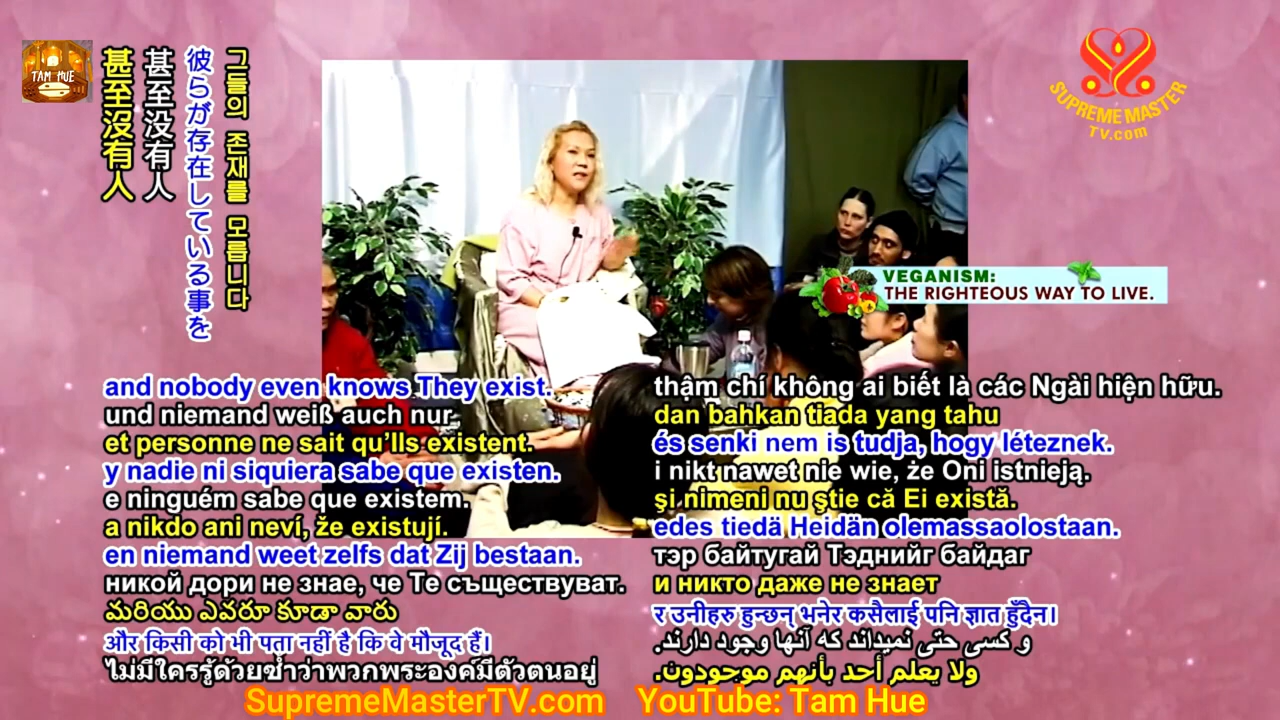 TAM HUE
甚至沒有人
甚至没有人
彼らが存在している事を
그들의 존재를 모릅니다
SUPREME MASTER
TV.com
VEGANISM:
THE RIGHTEOUS WAY TO LIVE.
and nobody even knows They exist.
und niemand weiß auch nur
et personne ne sait qu’Ils existent.
y nadie ni siquiera sabe que existen.
e ninguém sabe que existem.
a nikdo ani neví, že existují.
en niemand weet zelfs dat Zij bestaan.
никой дори не знае, че Те съществуват.
మరియు ఎవరూ కూడా వారు
और किसी को भी पता नहीं है कि वे मौजूद हैं।
ไม่มีใครรู้ด้วยซ้ำว่าพวกพระองค์มีตัวตนอยู่
thậm chí không ai biết là các Ngài hiện hữu.
dan bahkan tiada yang tahu
és senki nem is tudja, hogy léteznek.
i nikt nawet nie wie, że Oni istnieją.
şi nimeni nu ştie că Ei există.
edes tiedä Heidän olemassaolostaan.
тэр байтугай Тэднийг байдаг
и никто даже не знает
र उनीहरु हुन्छन् भनेर कसैलाई पनि ज्ञात हुँदैन।
و کسی حتی نمیداند که آنها وجود دارند.
ولا يعلم أحد بأنهم موجودون.
SupremeMasterTV.com YouTube: Tam Hue